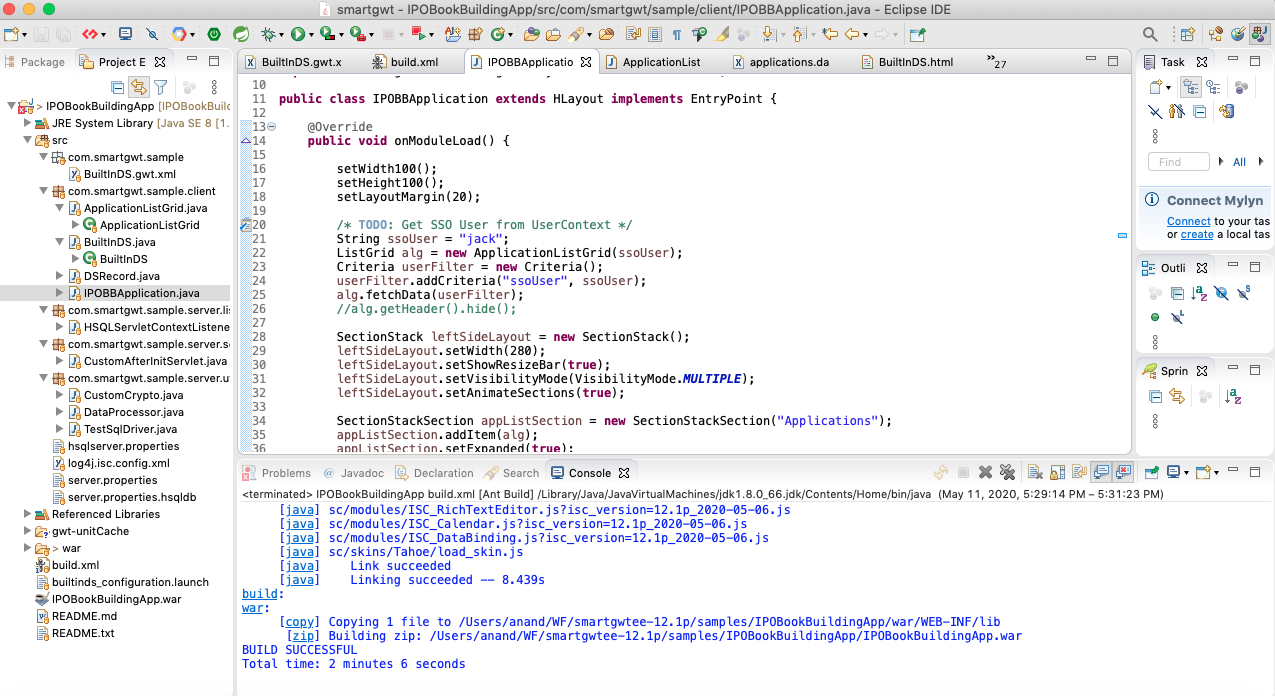 smartgwt - IPOBookBuildingApp/src/com/smartgwt/sample/client/IPOBBApplication.java - Eclipse IDE
Package
Project E
IPOBookBuildingApp [IPOBookBuilc
JRE System Library [Java SE 8 [1.
src
com.smartgwt.sample
BuiltInDS.gwt.xml
com.smartgwt.sample.client
ApplicationListGrid.java
ApplicationListGrid
BuiltInDS.java
BuiltInDS
DSRecord.java
IPOBBApplication.java
com.smartgwt.sample.server.lis
HSQLServletContextListene
com.smartgwt.sample.server.s
CustomAfterInitServlet.java
com.smartgwt.sample.server.u
CustomCrypto.java
DataProcessor.java
TestSqlDriver.java
hsqlserver.properties
log4j.isc.config.xml
server.properties
server.properties.hsqldb
Referenced Libraries
gwt-unitCache
> war
build.xml
builtinds_configuration.launch
IPOBookBuildingApp.war
README.md
README.txt
BuiltInDS.gwt.x
build.xml
IPOBBApplicatio
ApplicationList
applications.da
BuiltInDS.html
»27
10
11 public class IPOBBApplication extends HLayout implements EntryPoint {
12
13 @Override
14 public void onModuleLoad() {
15
16 setWidth100();
17 setHeight100();
18 setLayoutMargin(20);
19
20 /* TODO: Get SSO User from UserContext */
21 String ssoUser = "jack";
22 ListGrid alg = new ApplicationListGrid(ssoUser);
23 Criteria userFilter = new Criteria();
24 userFilter.addCriteria("ssoUser", ssoUser);
25 alg.fetchData(userFilter);
26 //alg.getHeader().hide();
27
28 SectionStack leftSideLayout = new SectionStack();
29 leftSideLayout.setWidth(280);
30 leftSideLayout.setShowResizeBar(true);
31 leftSideLayout.setVisibilityMode(VisibilityMode.MULTIPLE);
32 leftSideLayout.setAnimateSections(true);
33
34 SectionStackSection appListSection = new SectionStackSection("Applications");
35 appListSection.addItem(alg);
36 appListSection.setExpanded(true);
Task
Find
All
Connect Mylyn
Connect to your tas
or create a local tas
Outli
Sprin
Problems
@ Javadoc
Declaration
Search
Console
<terminated> IPOBookBuildingApp build.xml [Ant Build] /Library/Java/JavaVirtualMachines/jdk1.8.0_66.jdk/Contents/Home/bin/java (May 11, 2020, 5:29:14 PM – 5:31:23 PM)
[java] sc/modules/ISC_RichTextEditor.js?isc_version=12.1p_2020-05-06.js
[java] sc/modules/ISC_Calendar.js?isc_version=12.1p_2020-05-06.js
[java] sc/modules/ISC_DataBinding.js?isc_version=12.1p_2020-05-06.js
[java] sc/skins/Tahoe/load_skin.js
[java] Link succeeded
[java] Linking succeeded -- 8.439s
build:
war:
[copy] Copying 1 file to /Users/anand/WF/smartgwtee-12.1p/samples/IPOBookBuildingApp/war/WEB-INF/lib
[zip] Building zip: /Users/anand/WF/smartgwtee-12.1p/samples/IPOBookBuildingApp/IPOBookBuildingApp.war
BUILD SUCCESSFUL
Total time: 2 minutes 6 seconds